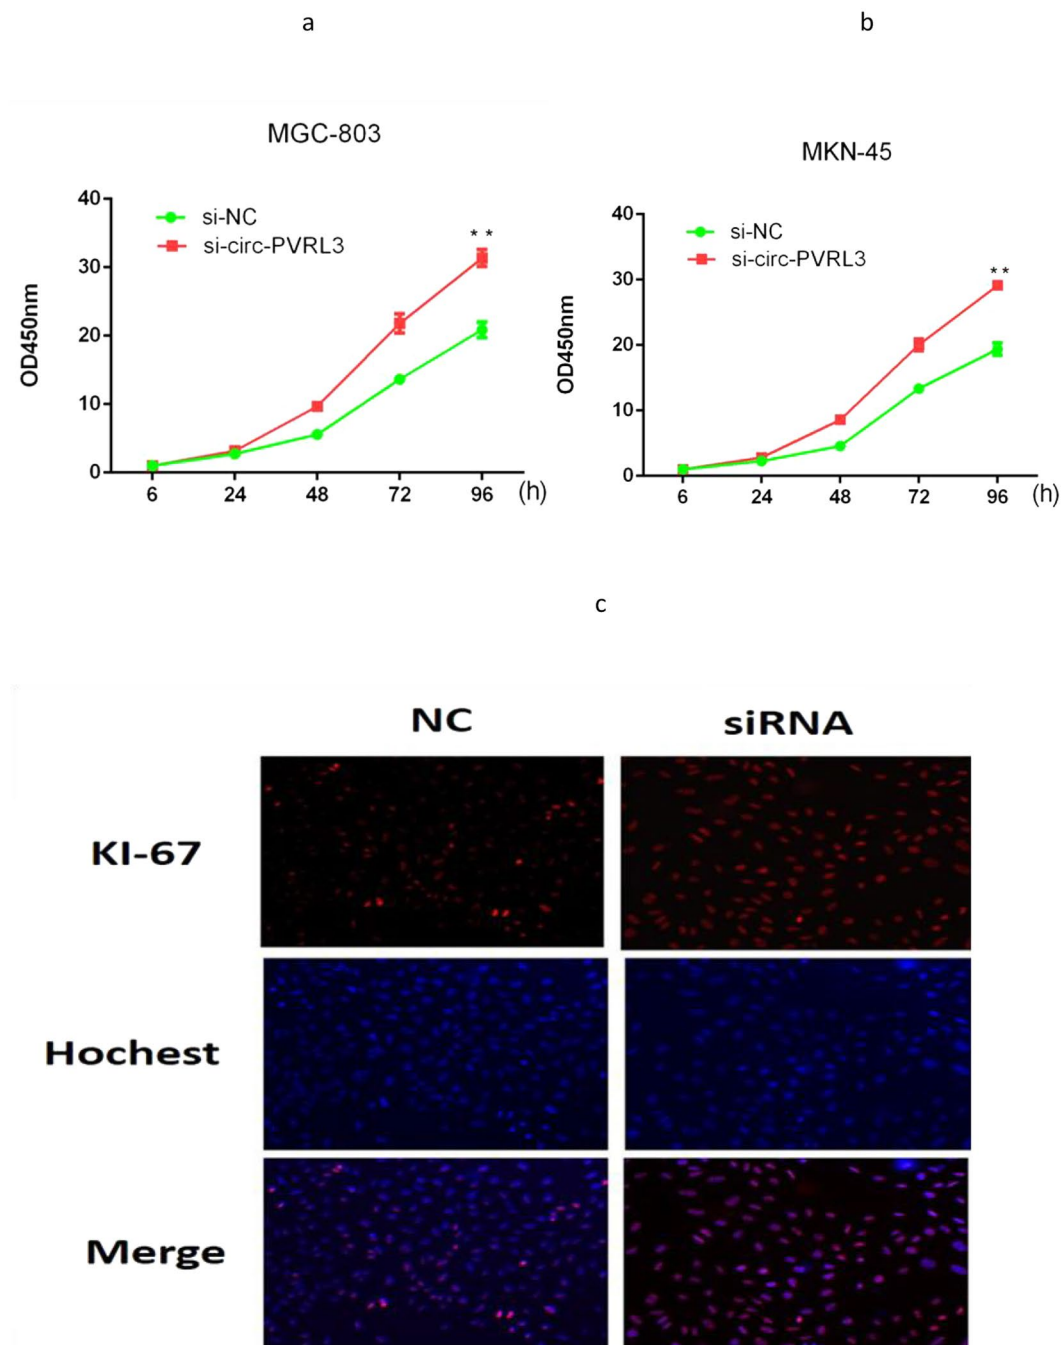 a
b
MGC-803
MKN-45
40
30
20
10
0
OD450nm
si-NC
si-circ-PVRL3
**
6 24 48 72 96 (h)
40
30
20
10
0
OD450nm
si-NC
si-circ-PVRL3
**
6 24 48 72 96 (h)
c
NC siRNA
KI-67
Hochest
Merge